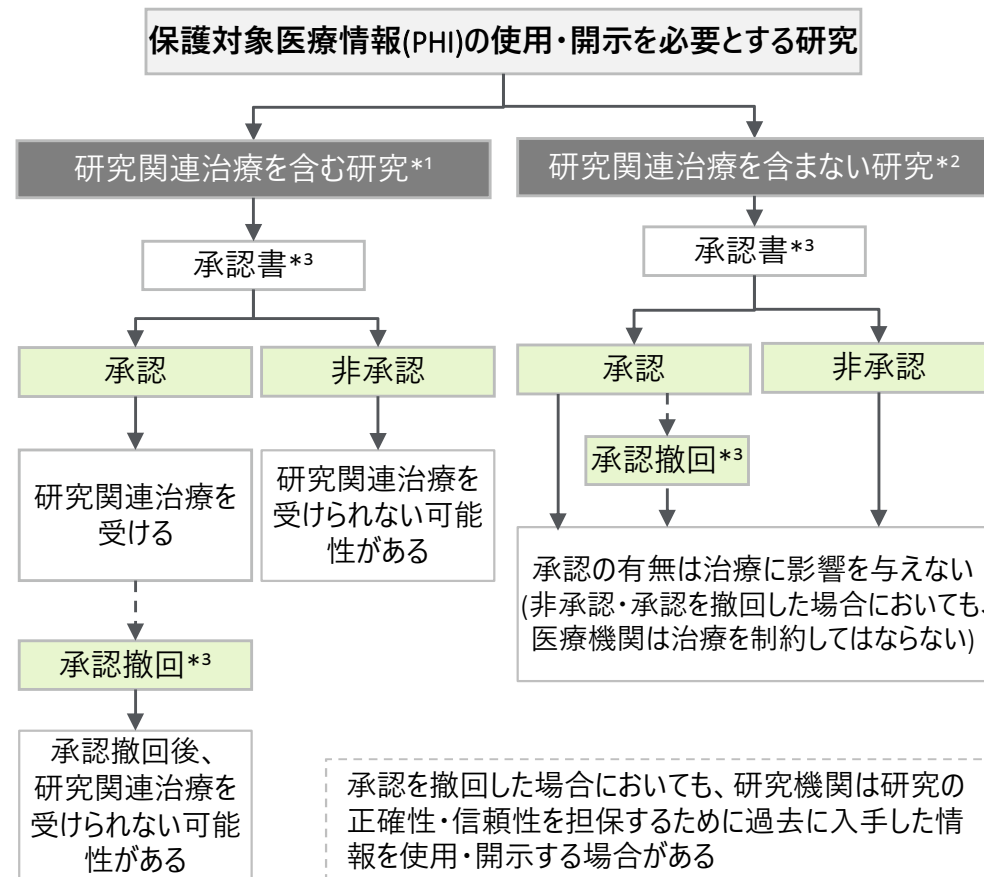 保護対象医療情報(PHI)の使用・開示を必要とする研究
研究関連治療を含む研究*1
承認書*3
承認
非承認
研究関連治療を
受ける
研究関連治療を
受けられない可能
性がある
承認撤回*3
承認撤回後、
研究関連治療を
受けられない可能
性がある
研究関連治療を含まない研究*2
承認書*3
承認
非承認
承認撤回*3
承認の有無は治療に影響を与えない
(非承認・承認を撤回した場合においても、
医療機関は治療を制約してはならない)
承認を撤回した場合においても、研究機関は研究の
正確性・信頼性を担保するために過去に入手した情
報を使用・開示する場合がある